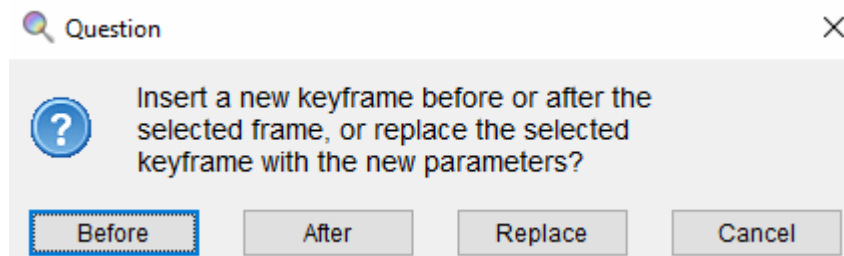 Question
Insert a new keyframe before or after the
selected frame, or replace the selected
keyframe with the new parameters?
Before After Replace Cancel